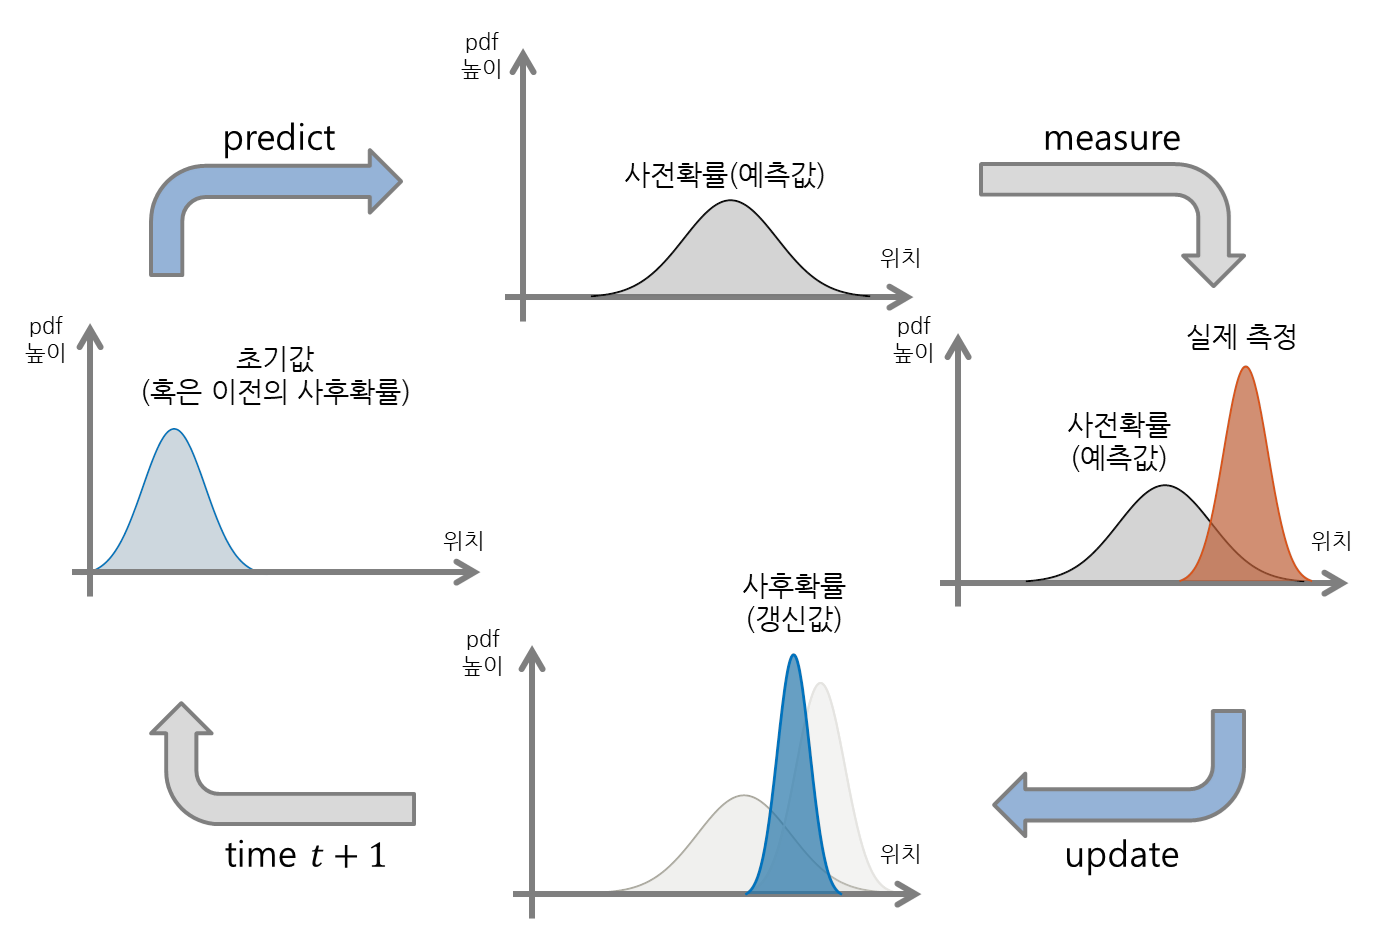 pdf
높이
predict
사전확률(예측값)
위치
measure
pdf
높이
초기값
(혹은 이전의 사후확률)
위치
pdf
높이
실제 측정
사전확률
(예측값)
위치
사후확률
(갱신값)
pdf
높이
위치
time t + 1
update